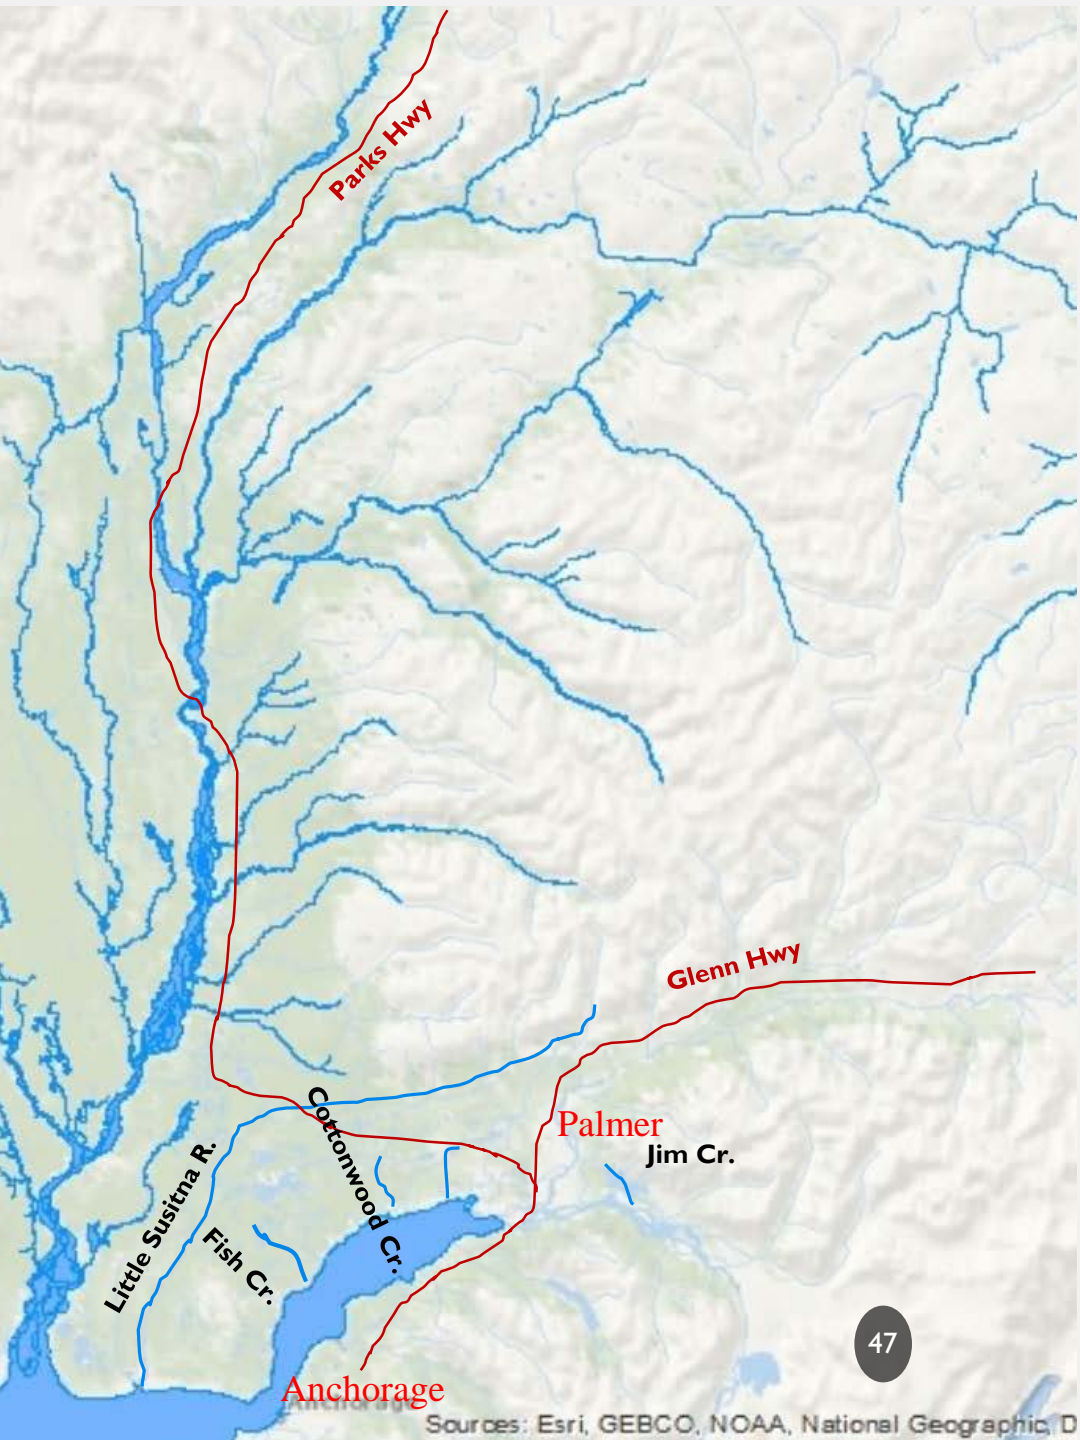 Parks Hwy
Glenn Hwy
Cottonwood Cr.
Palmer
Jim Cr.
Little Susitna R.
Fish Cr.
47
Anchorage
Anchorage
Sources: Esri, GEBCO, NOAA, National Geographic, D